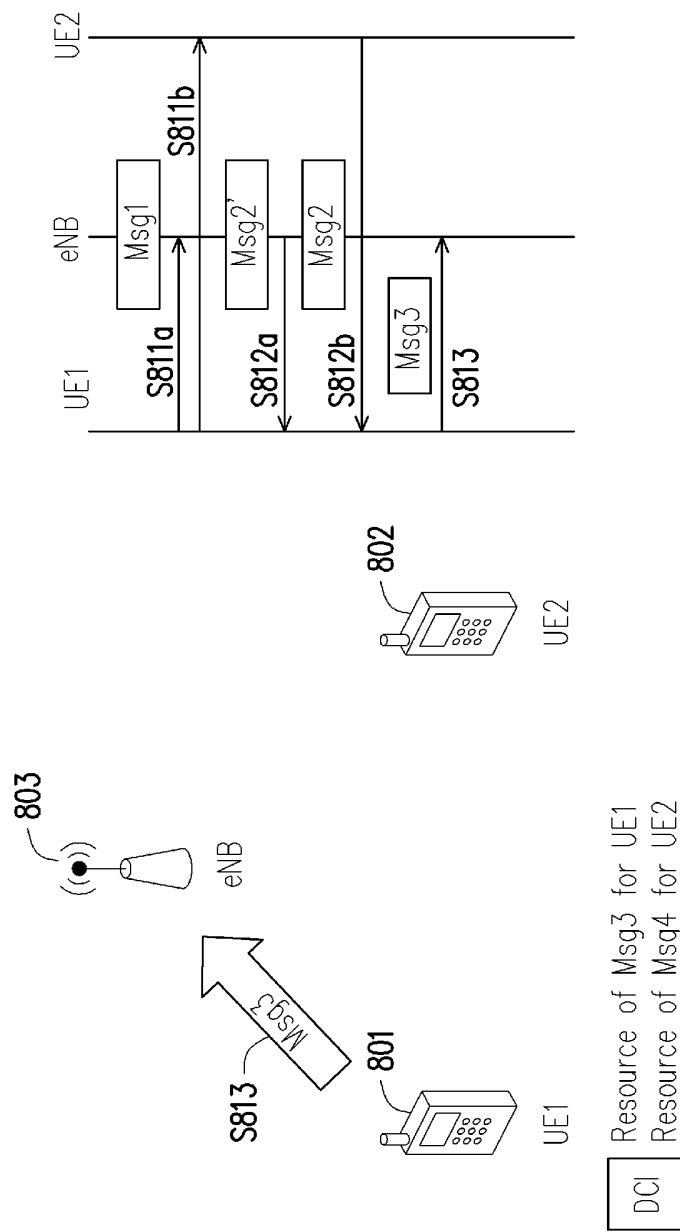 803
eNB
Msg3
S813
801
UE1
802
UE2
DCI
Resource of Msg3 for UE1
Resource of Msg4 for UE2
UE1
eNB
UE2
Msg1
S811a
S811b
Msg2'
S812a
Msg2
S812b
Msg3
S813